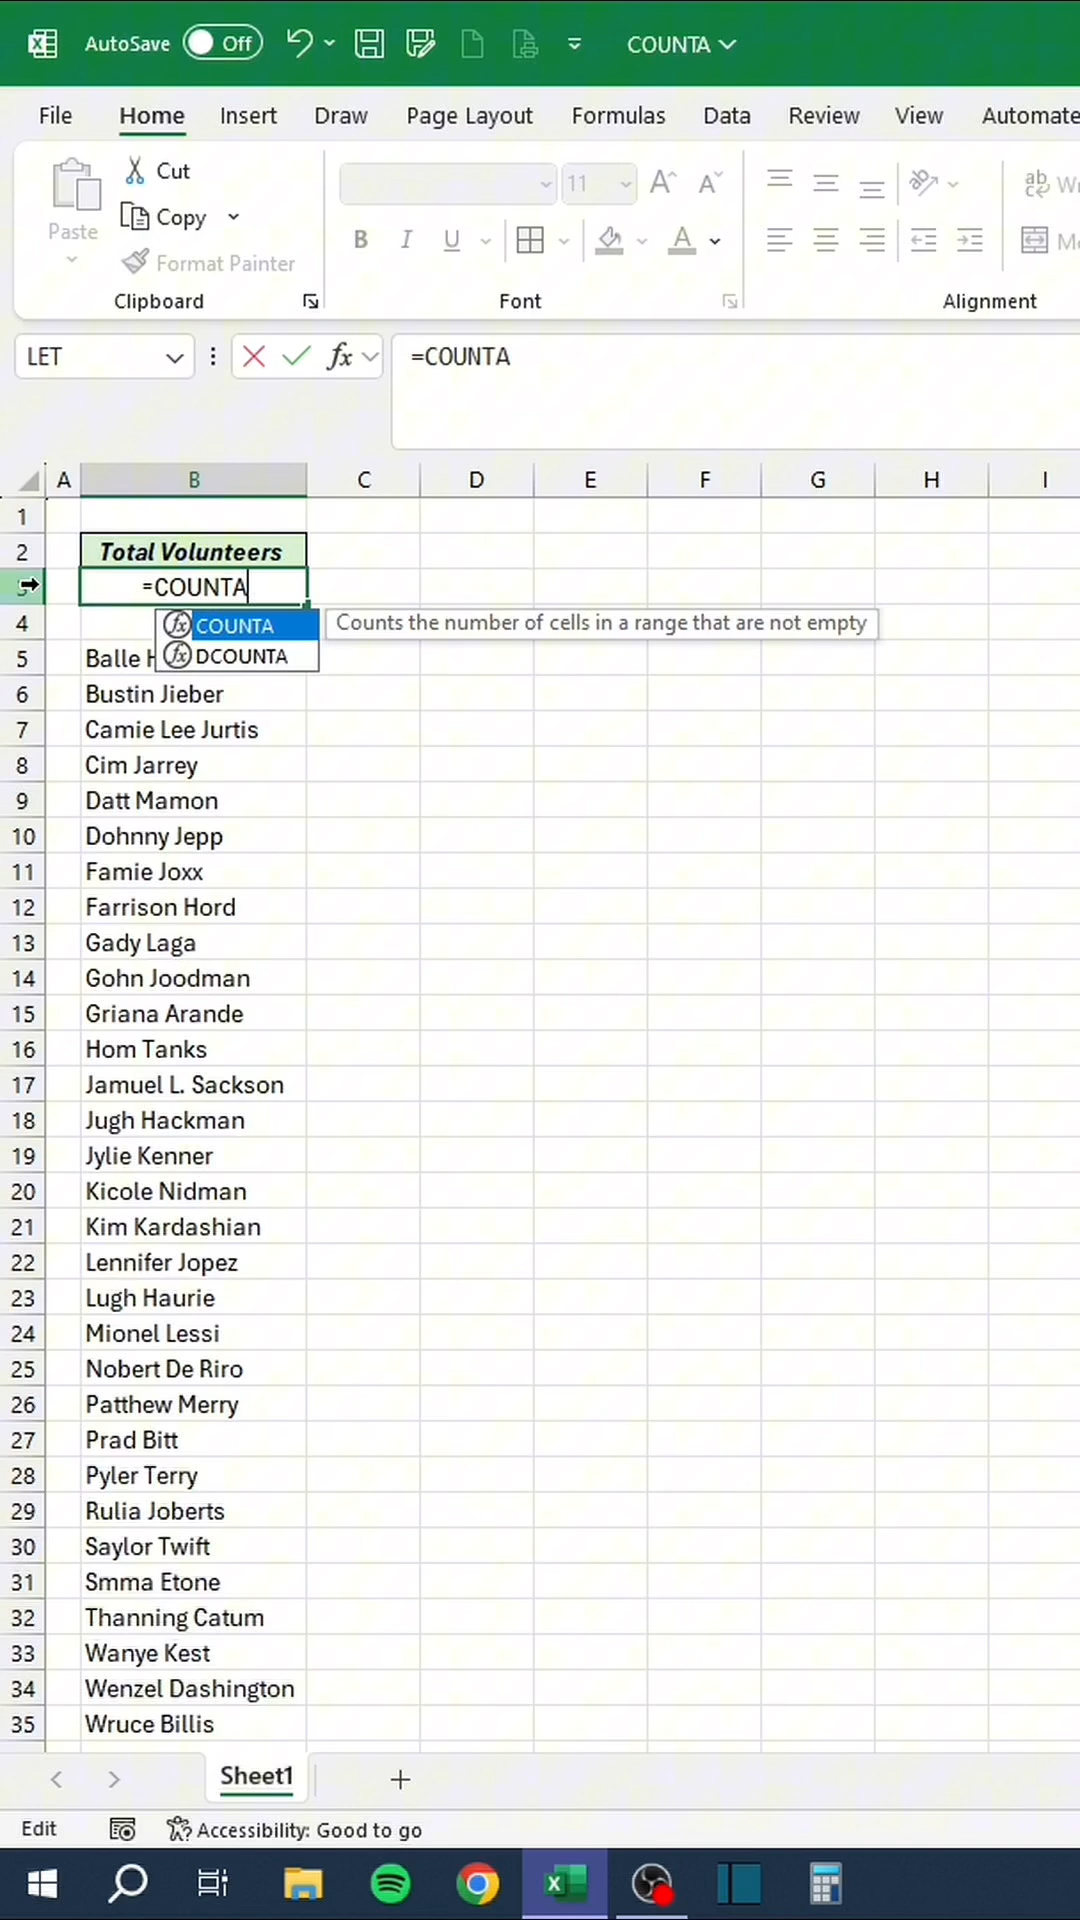 AutoSave Off COUNTA
File Home Insert Draw Page Layout Formulas Data Review View Automate
Paste
Cut
Copy
Format Painter
Clipboard
11
B I U
Font
Alignment
LET fx =COUNTA
A B C D E F G H I
1
2 Total Volunteers
=COUNTA
4
COUNTA Counts the number of cells in a range that are not empty
DCOUNTA
5 Balle
6 Bustin Jieber
7 Camie Lee Jurtis
8 Cim Jarrey
9 Datt Mamon
10 Dohnny Jepp
11 Famie Joxx
12 Farrison Hord
13 Gady Laga
14 Gohn Joodman
15 Griana Arande
16 Hom Tanks
17 Jamuel L. Sackson
18 Jugh Hackman
19 Jylie Kenner
20 Kicole Nidman
21 Kim Kardashian
22 Lennifer Jopez
23 Lugh Haurie
24 Mionel Lessi
25 Nobert De Riro
26 Patthew Merry
27 Prad Bitt
28 Pyler Terry
29 Rulia Joberts
30 Saylor Twift
31 Smma Etone
32 Thanning Catum
33 Wanye Kest
34 Wenzel Dashington
35 Wruce Billis
Sheet1
Edit Accessibility: Good to go